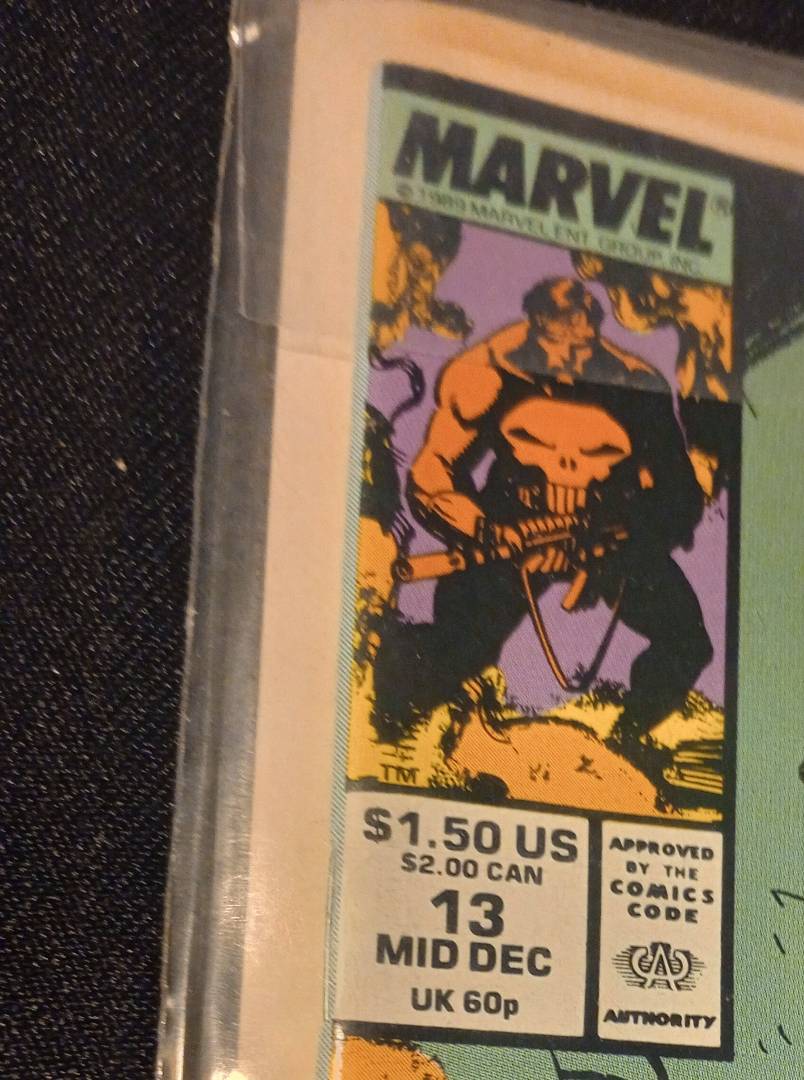 MARVEL®
© 1989 MARVEL ENT. GROUP, INC.
TM
$1.50 US
$2.00 CAN
13
MID DEC
UK 60p
APPROVED
BY THE
COMICS
CODE
CA
AUTHORITY